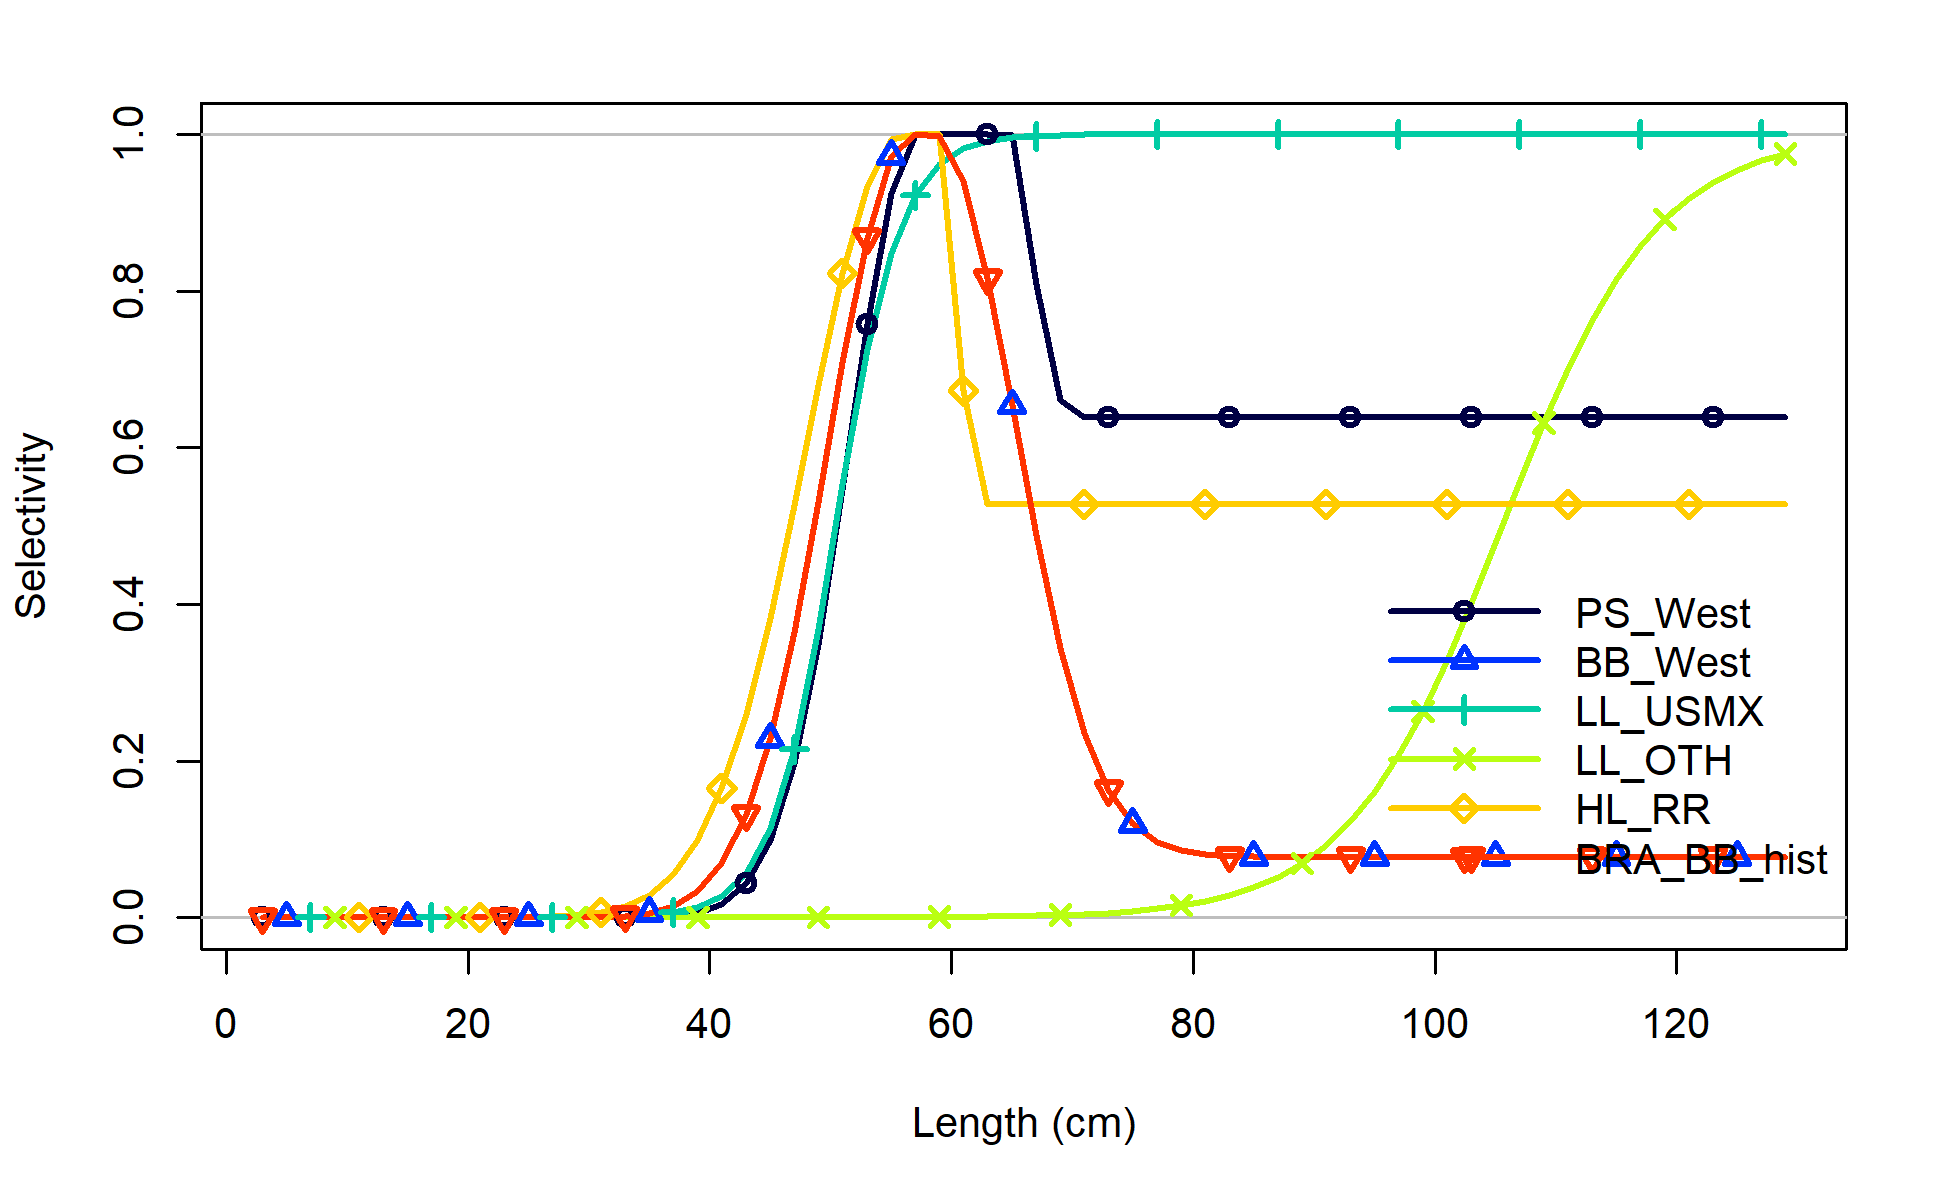 1.0
0.8
0.6
0.4
0.2
0.0
Selectivity
PS_West
BB_West
LL_USMX
LL_OTH
HL_RR
BRA_BB_hist
0 20 40 60 80 100 120
Length (cm)